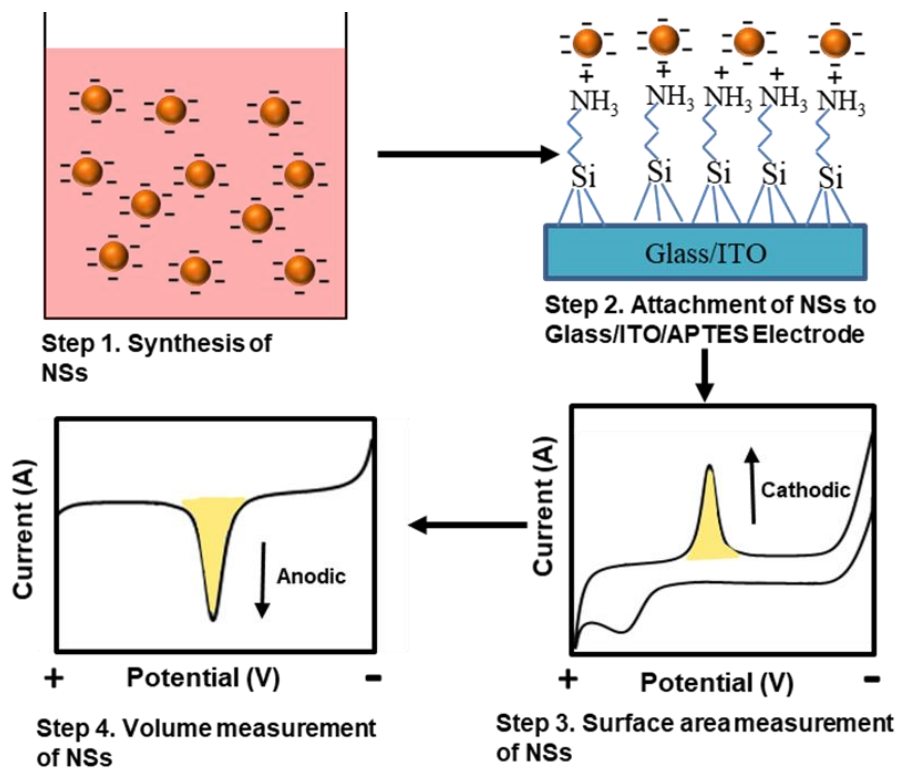 + + + + +
NH3 NH3 NH3 NH3 NH3
Si Si Si Si Si
Glass/ITO
Step 1. Synthesis of
NSs
Step 2. Attachment of NSs to
Glass/ITO/APTES Electrode
Current (A)
Anodic
+ Potential (V) -
Step 4. Volume measurement
of NSs
Current (A)
Cathodic
+ Potential (V) -
Step 3. Surface area measurement
of NSs